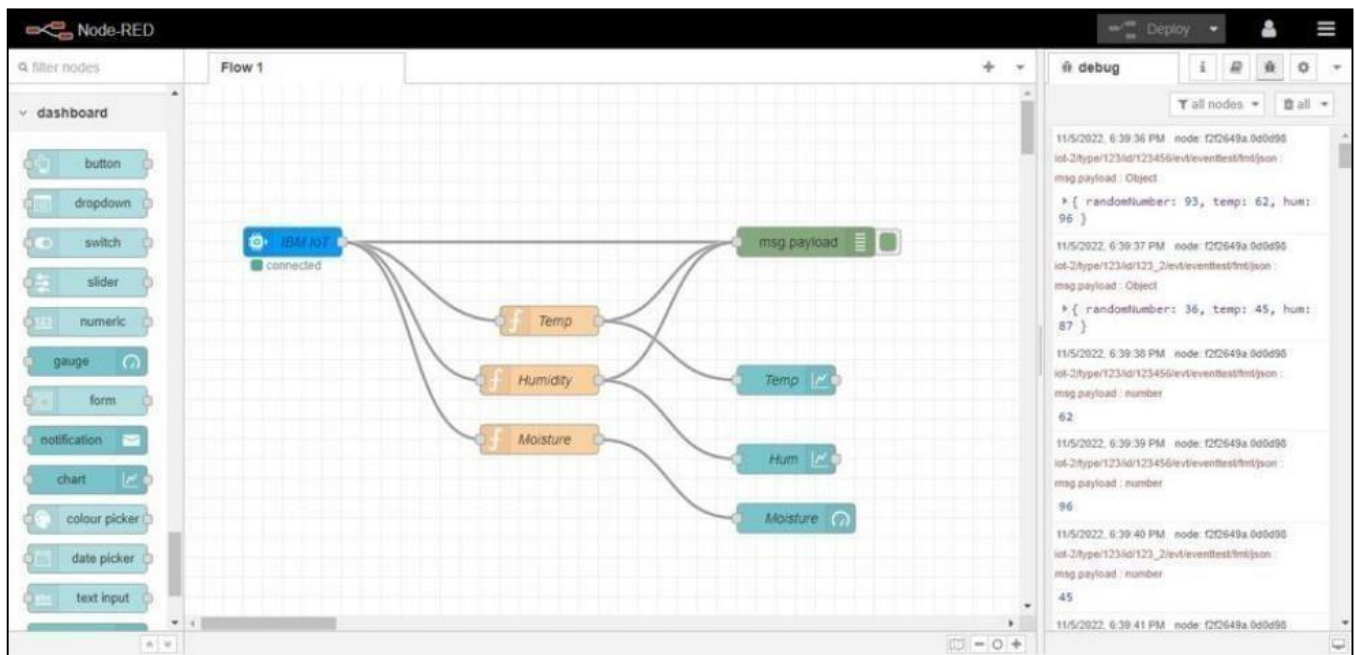 Node-RED
Deploy
filter nodes
Flow 1
debug
i
all nodes
all
dashboard
button
dropdown
switch
slider
numeric
gauge
form
notification
chart
colour picker
date picker
text input
IBM IoT
connected
Temp
Humidity
Moisture
msg.payload
Temp
Hum
Moisture
11/5/2022, 6:39:36 PM node: f2f2649a.0d0d98
iot-2/type/123/id/123456/evt/eventtest/fmt/json :
msg.payload : Object
{ randomNumber: 93, temp: 62, hum:
96 }
11/5/2022, 6:39:37 PM node: f2f2649a.0d0d98
iot-2/type/123/id/123_2/evt/eventtest/fmt/json :
msg.payload : Object
{ randomNumber: 36, temp: 45, hum:
87 }
11/5/2022, 6:39:38 PM node: f2f2649a.0d0d98
iot-2/type/123/id/123456/evt/eventtest/fmt/json :
msg.payload : number
62
11/5/2022, 6:39:39 PM node: f2f2649a.0d0d98
iot-2/type/123/id/123456/evt/eventtest/fmt/json :
msg.payload : number
96
11/5/2022, 6:39:40 PM node: f2f2649a.0d0d98
iot-2/type/123/id/123_2/evt/eventtest/fmt/json :
msg.payload : number
45
11/5/2022, 6:39:41 PM node: f2f2649a.0d0d98